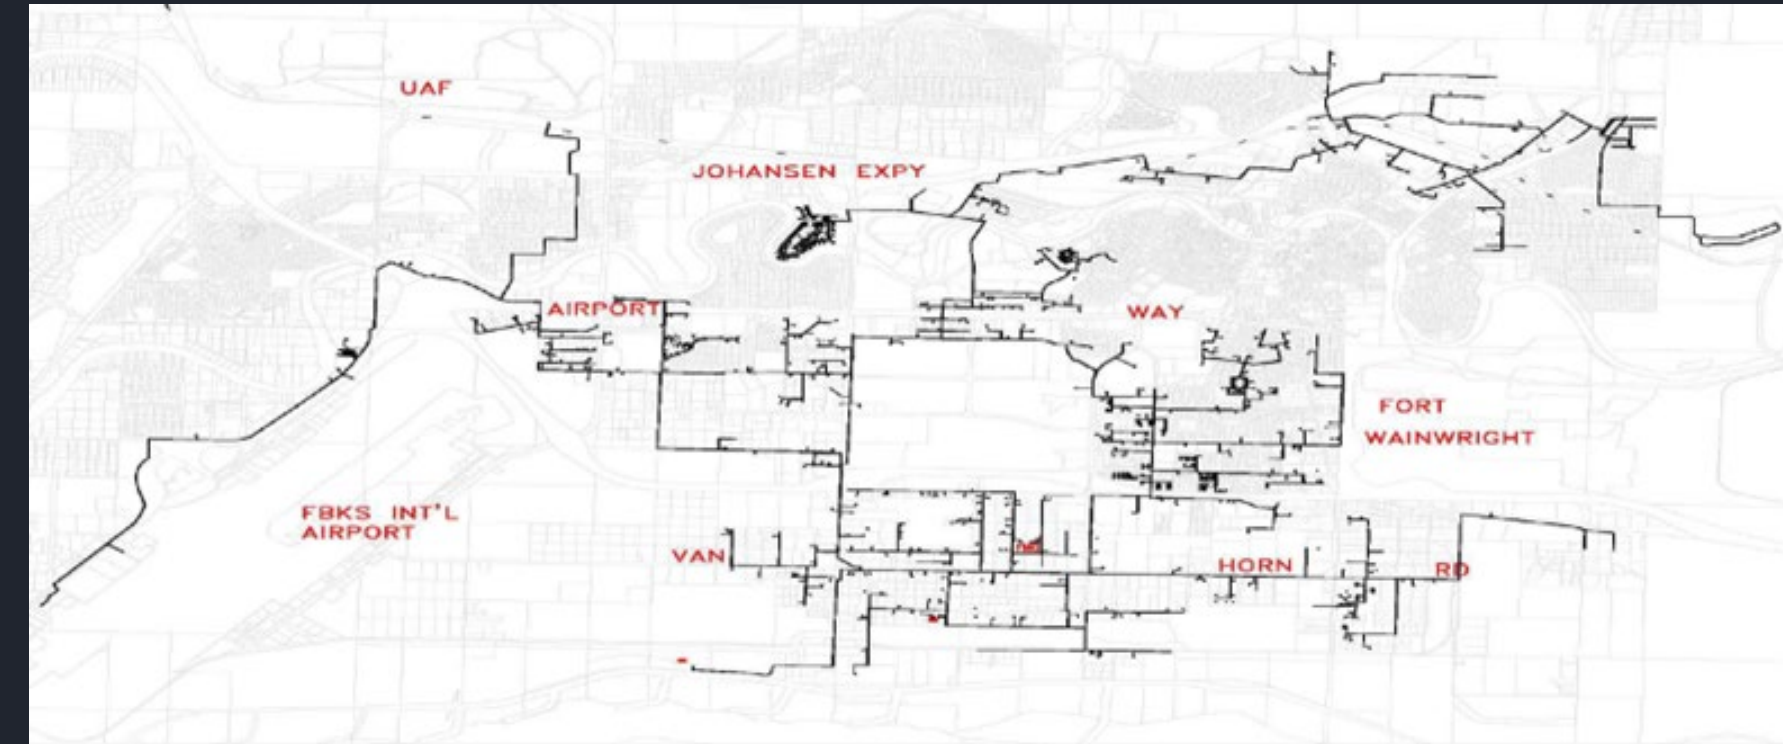 UAF
JOHANSEN EXPY
AIRPORT
WAY
FORT
WAINWRIGHT
FBKS INT'L
AIRPORT
VAN
HORN
RD